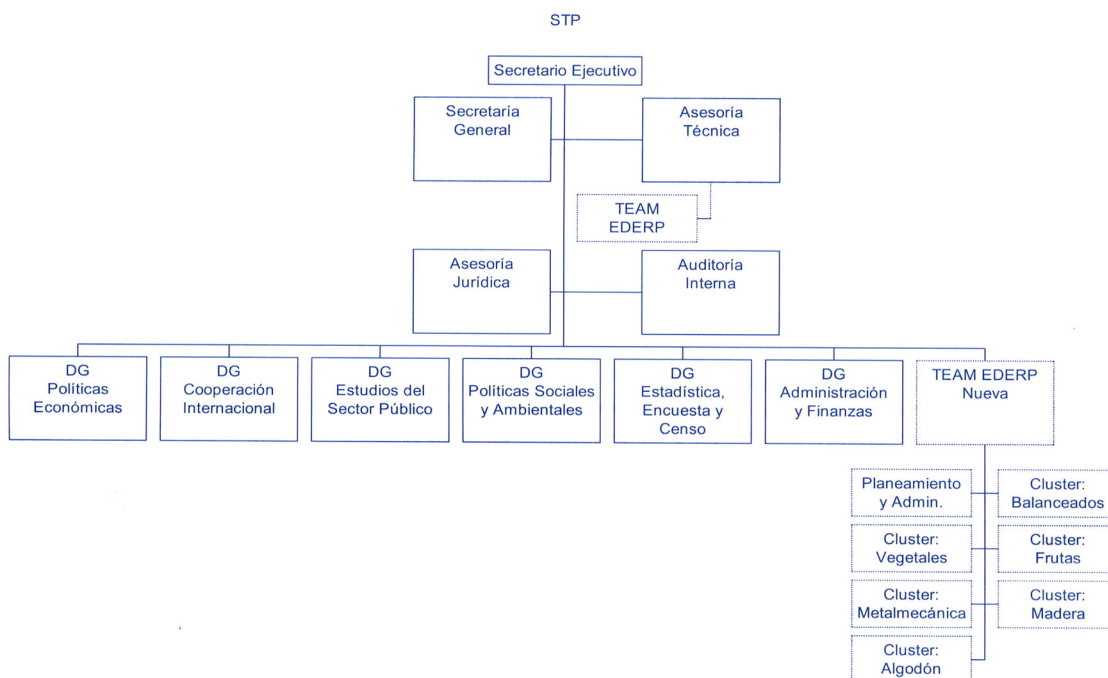 STP
Secretario Ejecutivo
Secretaría
General
Asesoría
Técnica
TEAM
EDERP
Asesoría
Jurídica
Auditoría
Interna
DG
Políticas
Económicas
DG
Cooperación
Internacional
DG
Estudios del
Sector Público
DG
Políticas Sociales
y Ambientales
DG
Estadística,
Encuesta y
Censo
DG
Administración
y Finanzas
TEAM EDERP
Nueva
Planeamiento
y Admin.
Cluster:
Balanceados
Cluster:
Vegetales
Cluster:
Frutas
Cluster:
Metalmecánica
Cluster:
Madera
Cluster:
Algodón